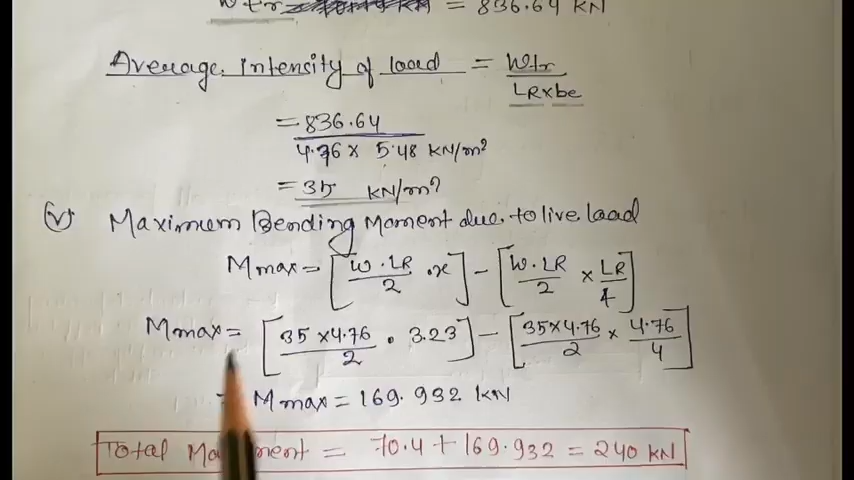 Wtr = 836.64 KN
Average Intensity of load = Wtr / LR x be
= 836.64 / 4.76 x 5.48 KN/m²
= 35 KN/m²
(v) Maximum Bending Moment due to live load
Mmax = [W.LR/2 .x] - [W.LR/2 x LR/4]
Mmax = [35 x 4.76/2 . 3.23] - [35x4.76/2 x 4.76/4]
Mmax = 169.932 KN
Total Moment = 70.4 + 169.932 = 240 KN